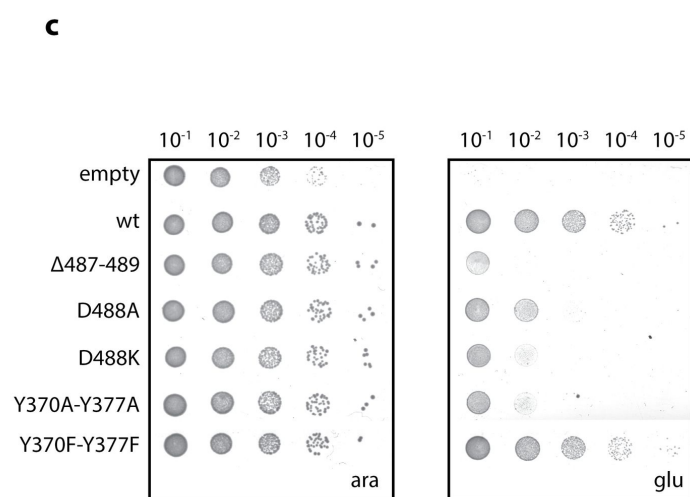 c
10⁻¹ 10⁻² 10⁻³ 10⁻⁴ 10⁻⁵ 10⁻¹ 10⁻² 10⁻³ 10⁻⁴ 10⁻⁵
empty
wt
Δ487-489
D488A
D488K
Y370A-Y377A
Y370F-Y377F
ara glu